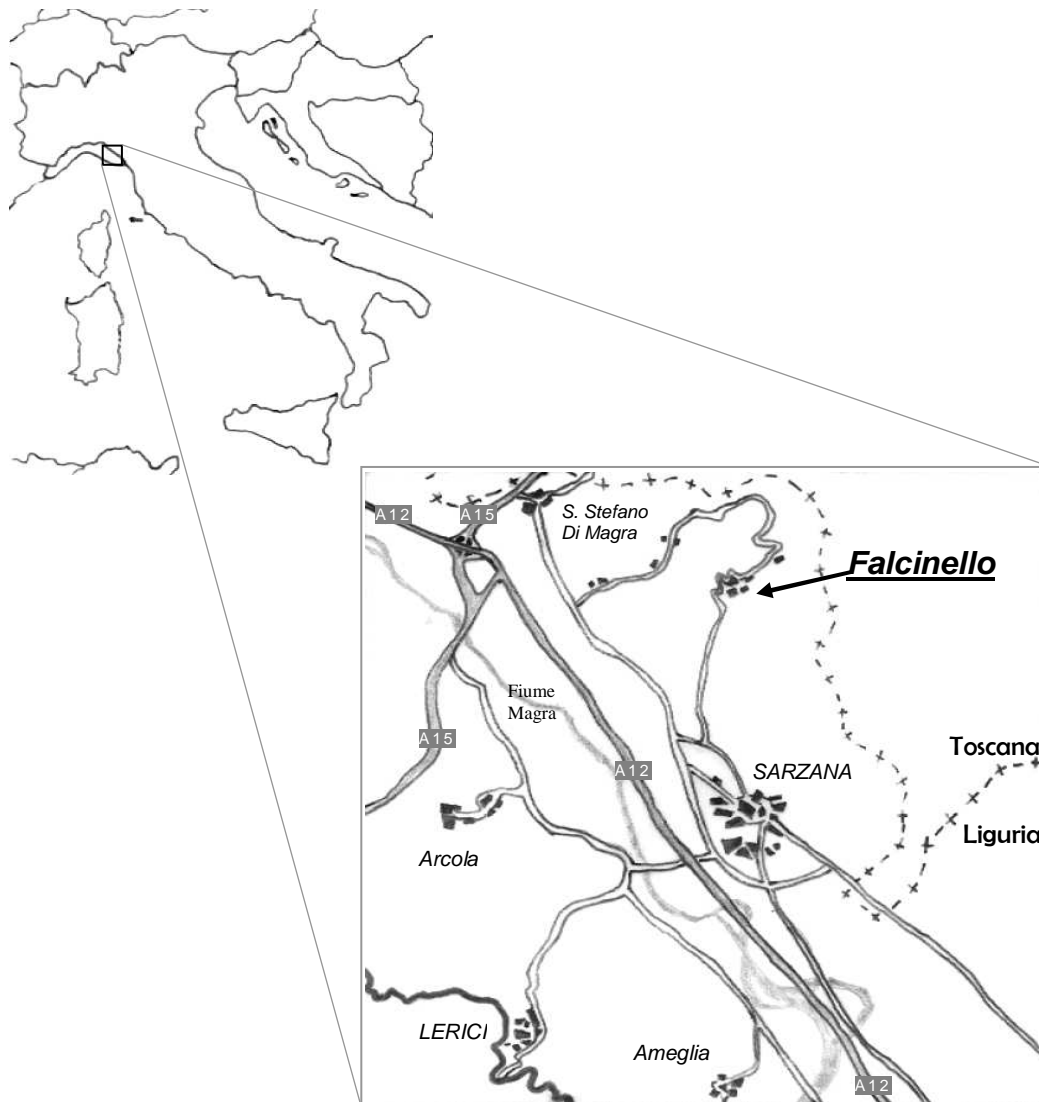 A12
A15
S. Stefano
Di Magra
Falcinello
Fiume
Magra
A15
A12
Toscana
SARZANA
Liguria
Arcola
LERICI
Ameglia
A12